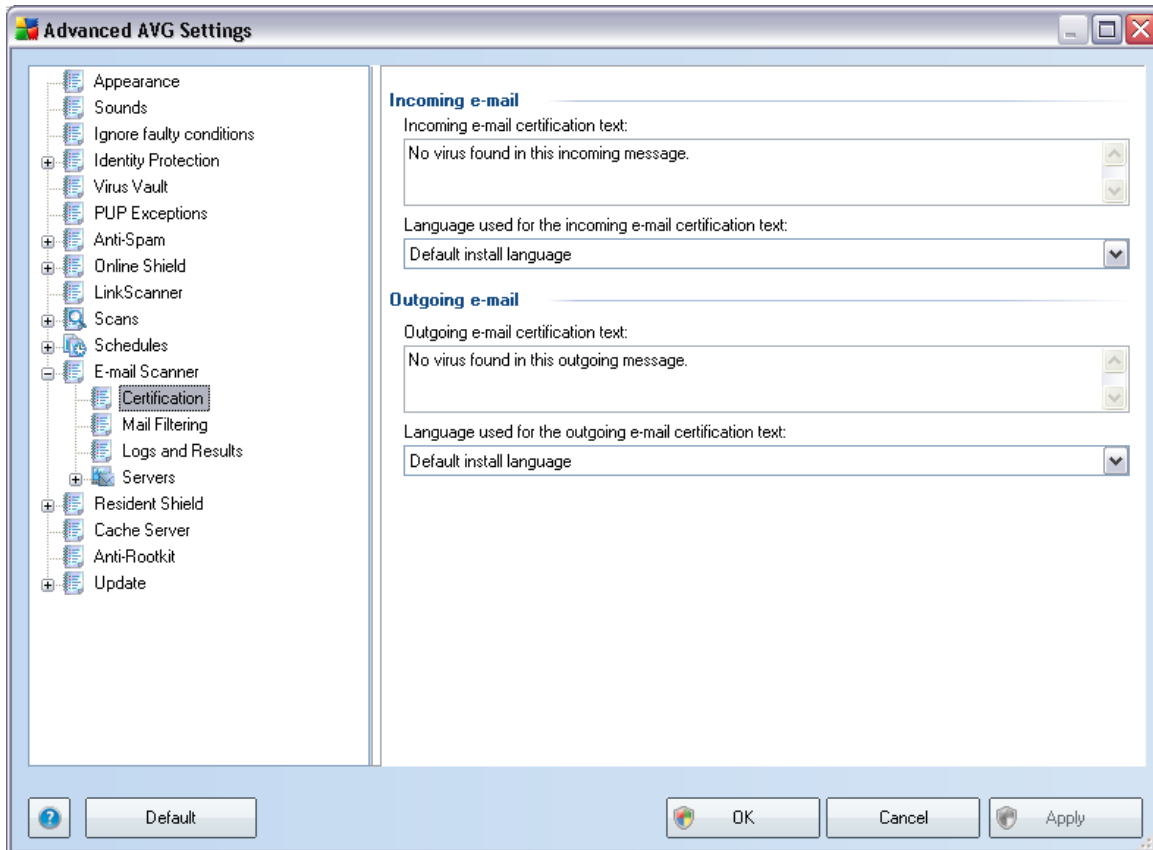 Advanced AVG Settings
Appearance
Sounds
Ignore faulty conditions
Identity Protection
Virus Vault
PUP Exceptions
Anti-Spam
Online Shield
LinkScanner
Scans
Schedules
E-mail Scanner
Certification
Mail Filtering
Logs and Results
Servers
Resident Shield
Cache Server
Anti-Rootkit
Update
Incoming e-mail
Incoming e-mail certification text:
No virus found in this incoming message.
Language used for the incoming e-mail certification text:
Default install language
Outgoing e-mail
Outgoing e-mail certification text:
No virus found in this outgoing message.
Language used for the outgoing e-mail certification text:
Default install language
?
Default
OK
Cancel
Apply